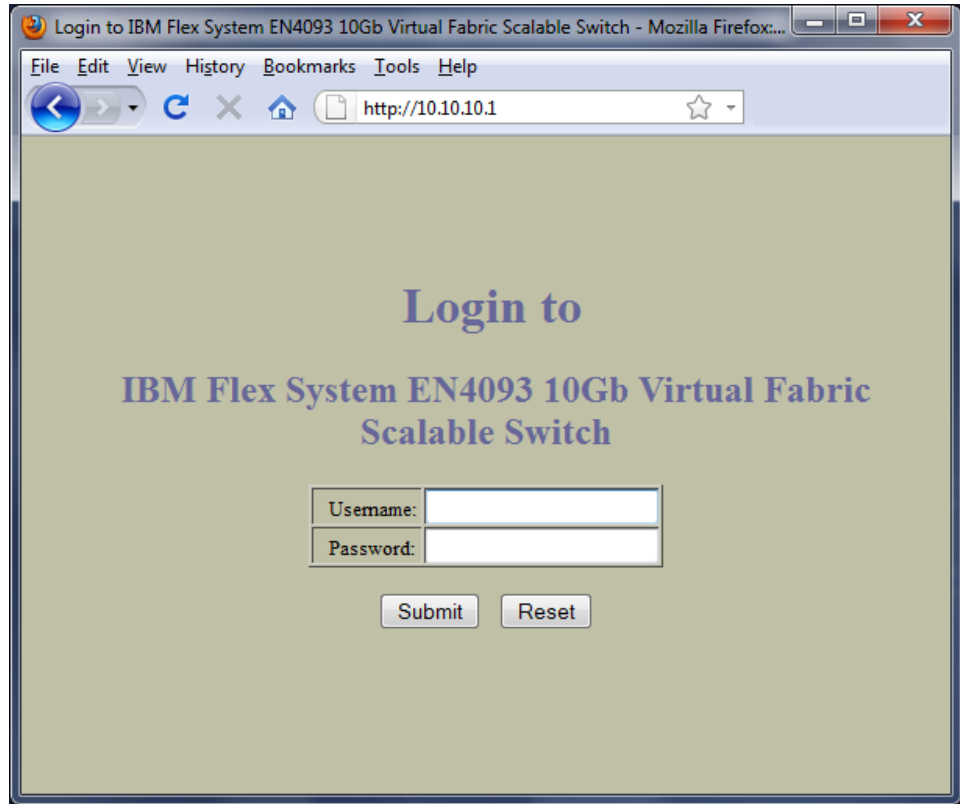 Login to IBM Flex System EN4093 10Gb Virtual Fabric Scalable Switch - Mozilla Firefox:...
File Edit View History Bookmarks Tools Help
http://10.10.10.1
Login to
IBM Flex System EN4093 10Gb Virtual Fabric
Scalable Switch
Username:
Password:
Submit Reset